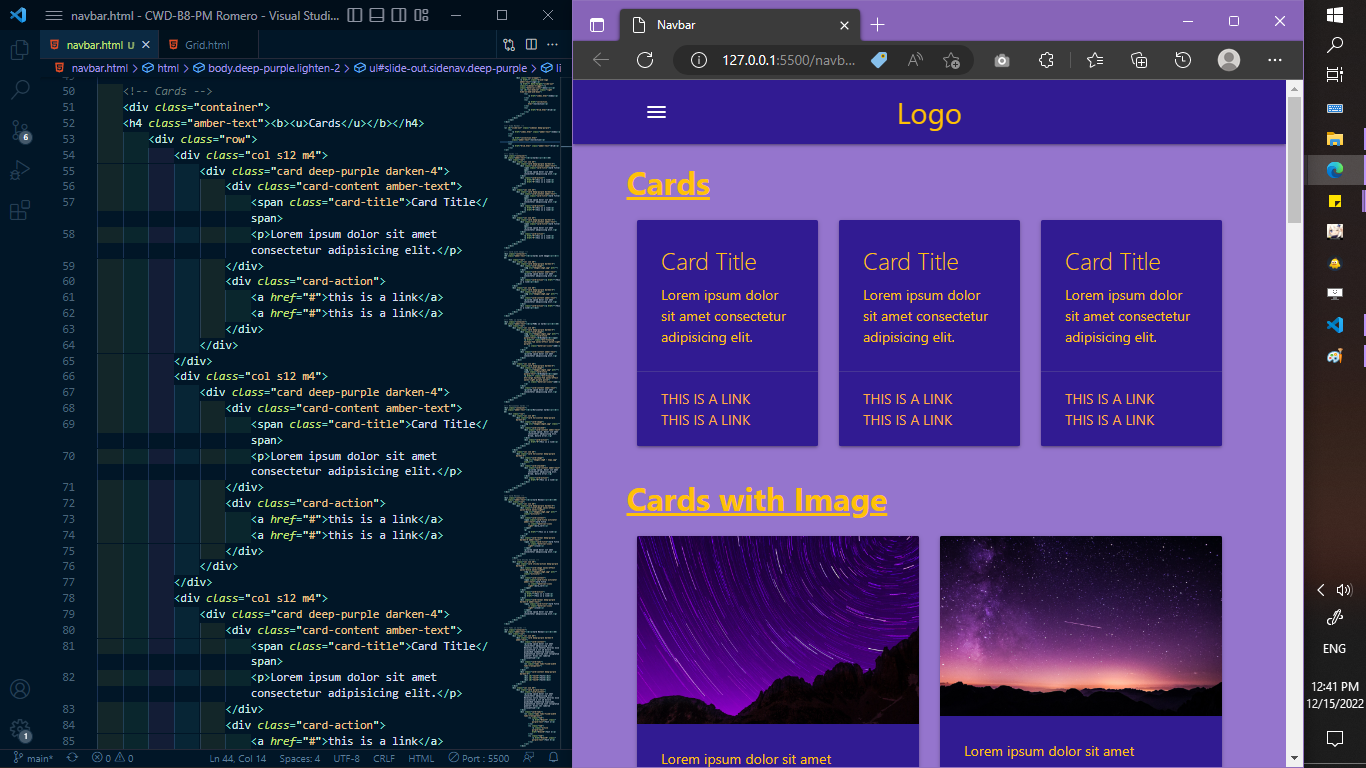 navbar.html - CWD-B8-PM Romero - Visual Studi...
navbar.html U
Grid.html
navbar.html > html > body.deep-purple.lighten-2 > ul#slide-out.sidenav.deep-purple > li
50 <!-- Cards -->
51 <div class="container">
52 <h4 class="amber-text"><b><u>Cards</u></b></h4>
53 <div class="row">
54 <div class="col s12 m4">
55 <div class="card deep-purple darken-4">
56 <div class="card-content amber-text">
57 <span class="card-title">Card Title</
span>
58 <p>Lorem ipsum dolor sit amet
consectetur adipisicing elit.</p>
59 </div>
60 <div class="card-action">
61 <a href="#">this is a link</a>
62 <a href="#">this is a link</a>
63 </div>
64 </div>
65 </div>
66 <div class="col s12 m4">
67 <div class="card deep-purple darken-4">
68 <div class="card-content amber-text">
69 <span class="card-title">Card Title</
span>
70 <p>Lorem ipsum dolor sit amet
consectetur adipisicing elit.</p>
71 </div>
72 <div class="card-action">
73 <a href="#">this is a link</a>
74 <a href="#">this is a link</a>
75 </div>
76 </div>
77 </div>
78 <div class="col s12 m4">
79 <div class="card deep-purple darken-4">
80 <div class="card-content amber-text">
81 <span class="card-title">Card Title</
span>
82 <p>Lorem ipsum dolor sit amet
consectetur adipisicing elit.</p>
83 </div>
84 <div class="card-action">
85 <a href="#">this is a link</a>
6
1
main*
0 0
Ln 44, Col 14
Spaces: 4
UTF-8
CRLF
HTML
Port : 5500
Navbar
127.0.0.1:5500/navb...
Logo
Cards
Card Title
Lorem ipsum dolor
sit amet consectetur
adipisicing elit.
THIS IS A LINK
THIS IS A LINK
Card Title
Lorem ipsum dolor
sit amet consectetur
adipisicing elit.
THIS IS A LINK
THIS IS A LINK
Card Title
Lorem ipsum dolor
sit amet consectetur
adipisicing elit.
THIS IS A LINK
THIS IS A LINK
Cards with Image
Lorem ipsum dolor sit amet
Lorem ipsum dolor sit amet
ENG
12:41 PM
12/15/2022